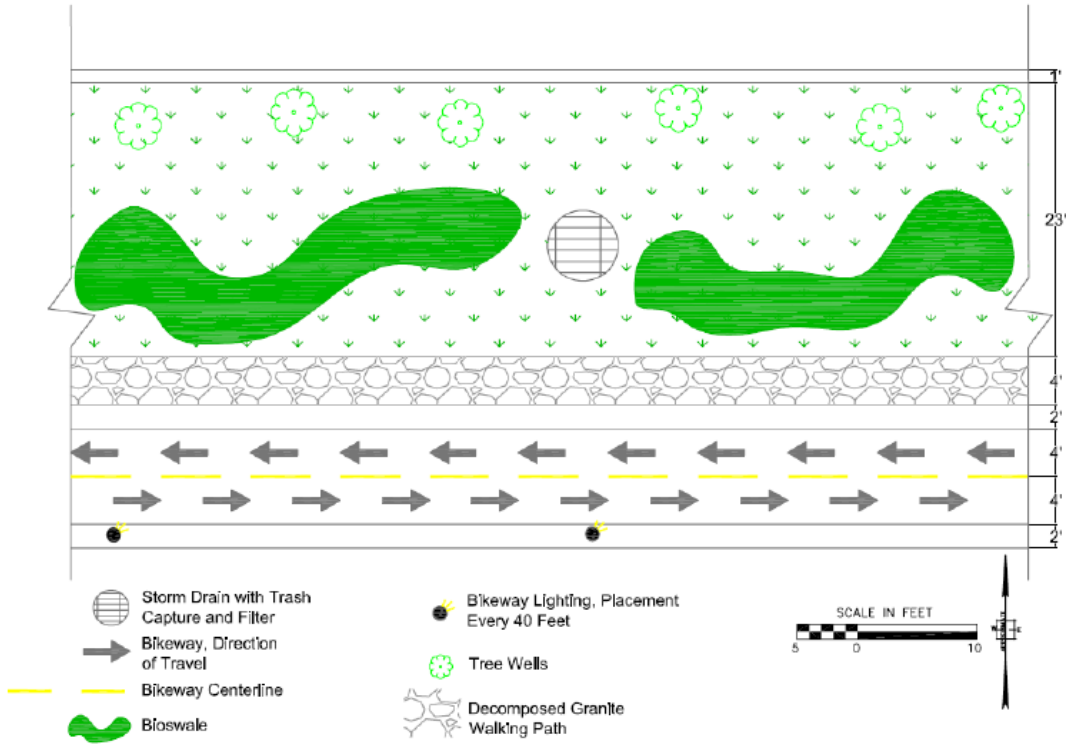 1'
23'
4'
2'
4'
4'
2'
Storm Drain with Trash
Capture and Filter
Bikeway, Direction
of Travel
Bikeway Centerline
Bioswale
Bikeway Lighting, Placement
Every 40 Feet
Tree Wells
Decomposed Granite
Walking Path
SCALE IN FEET
5 0 10